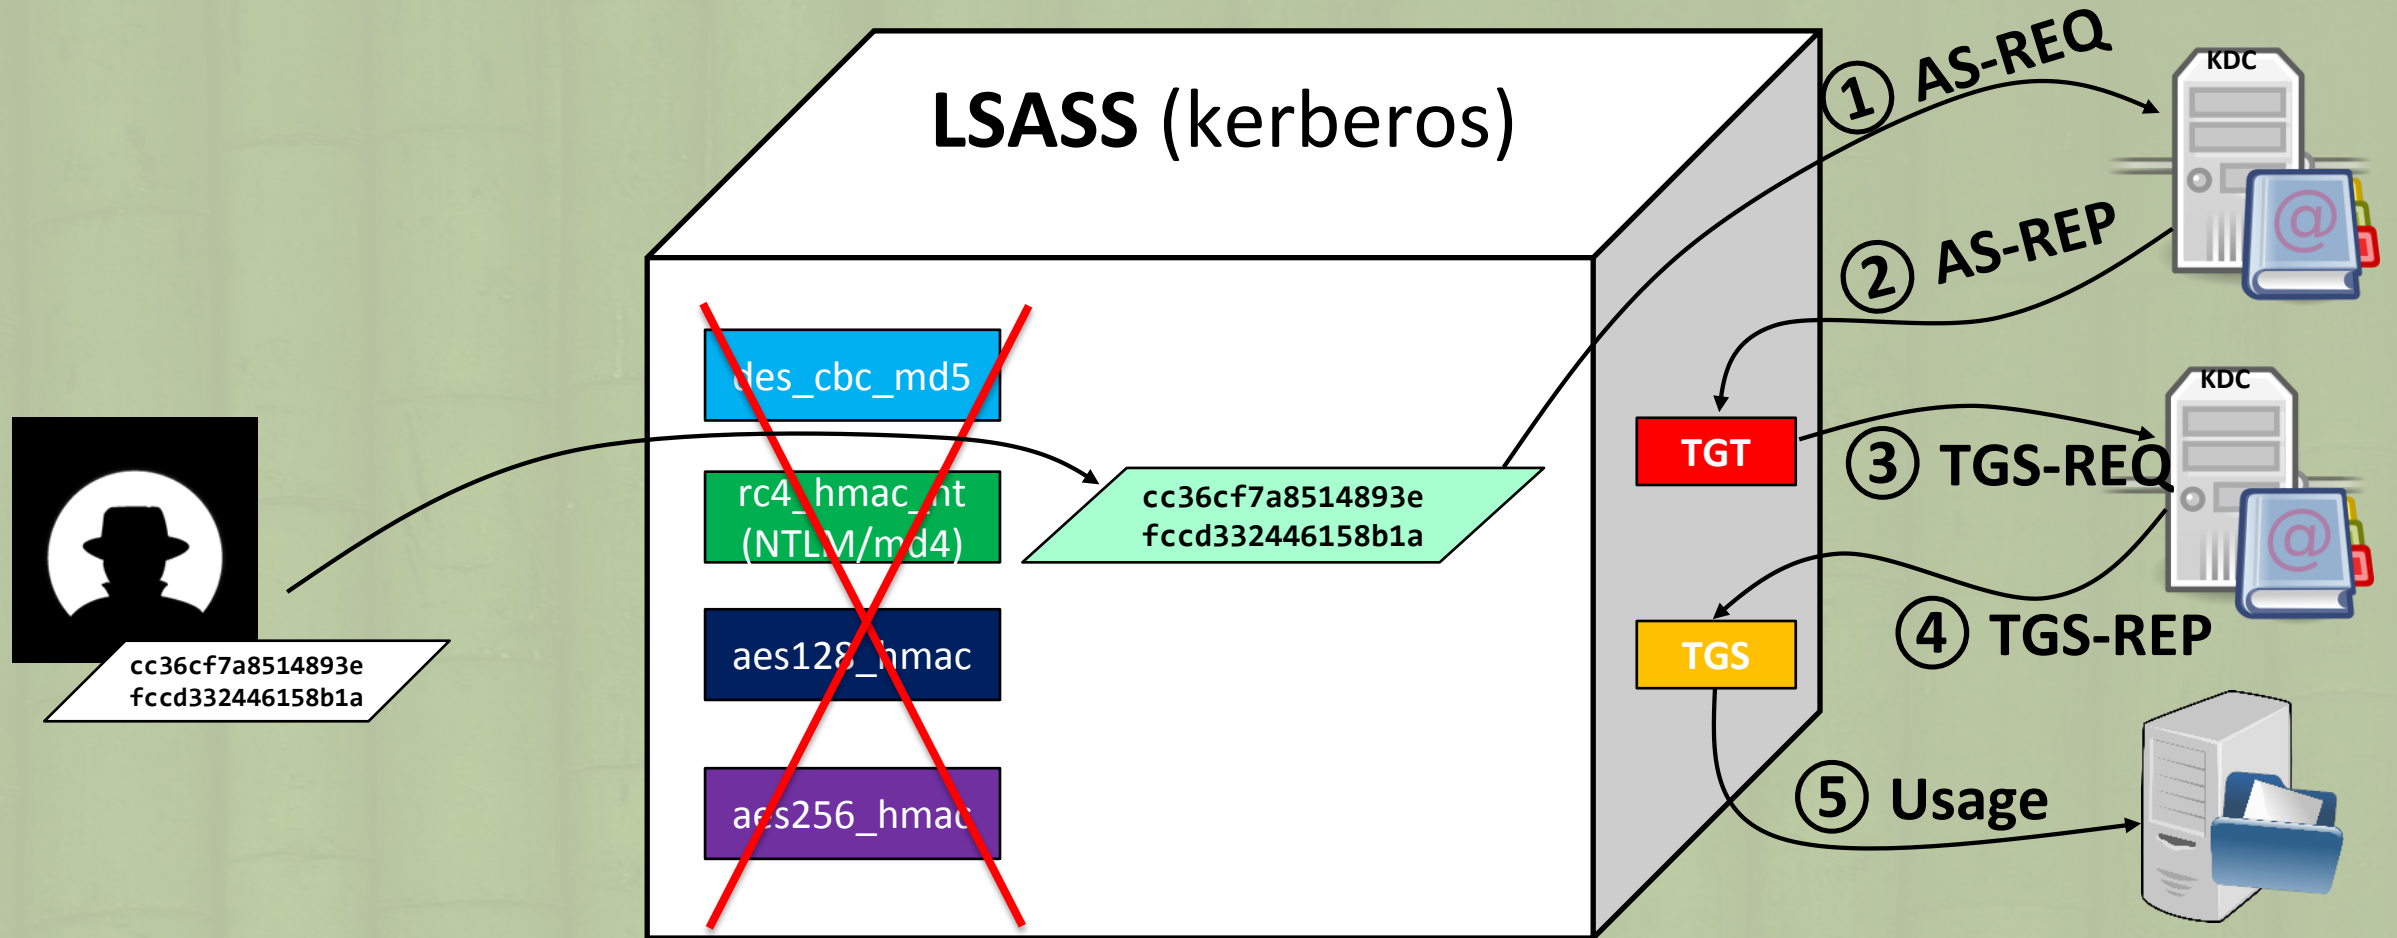 LSASS (kerberos)
① AS-REQ
KDC
② AS-REP
des_cbc_md5
rc4_hmac_nt
(NTLM/md4)
aes128_hmac
aes256_hmac
cc36cf7a8514893e
fccd332446158b1a
cc36cf7a8514893e
fccd332446158b1a
TGT
③ TGS-REQ
KDC
④ TGS-REP
TGS
⑤ Usage
@
@